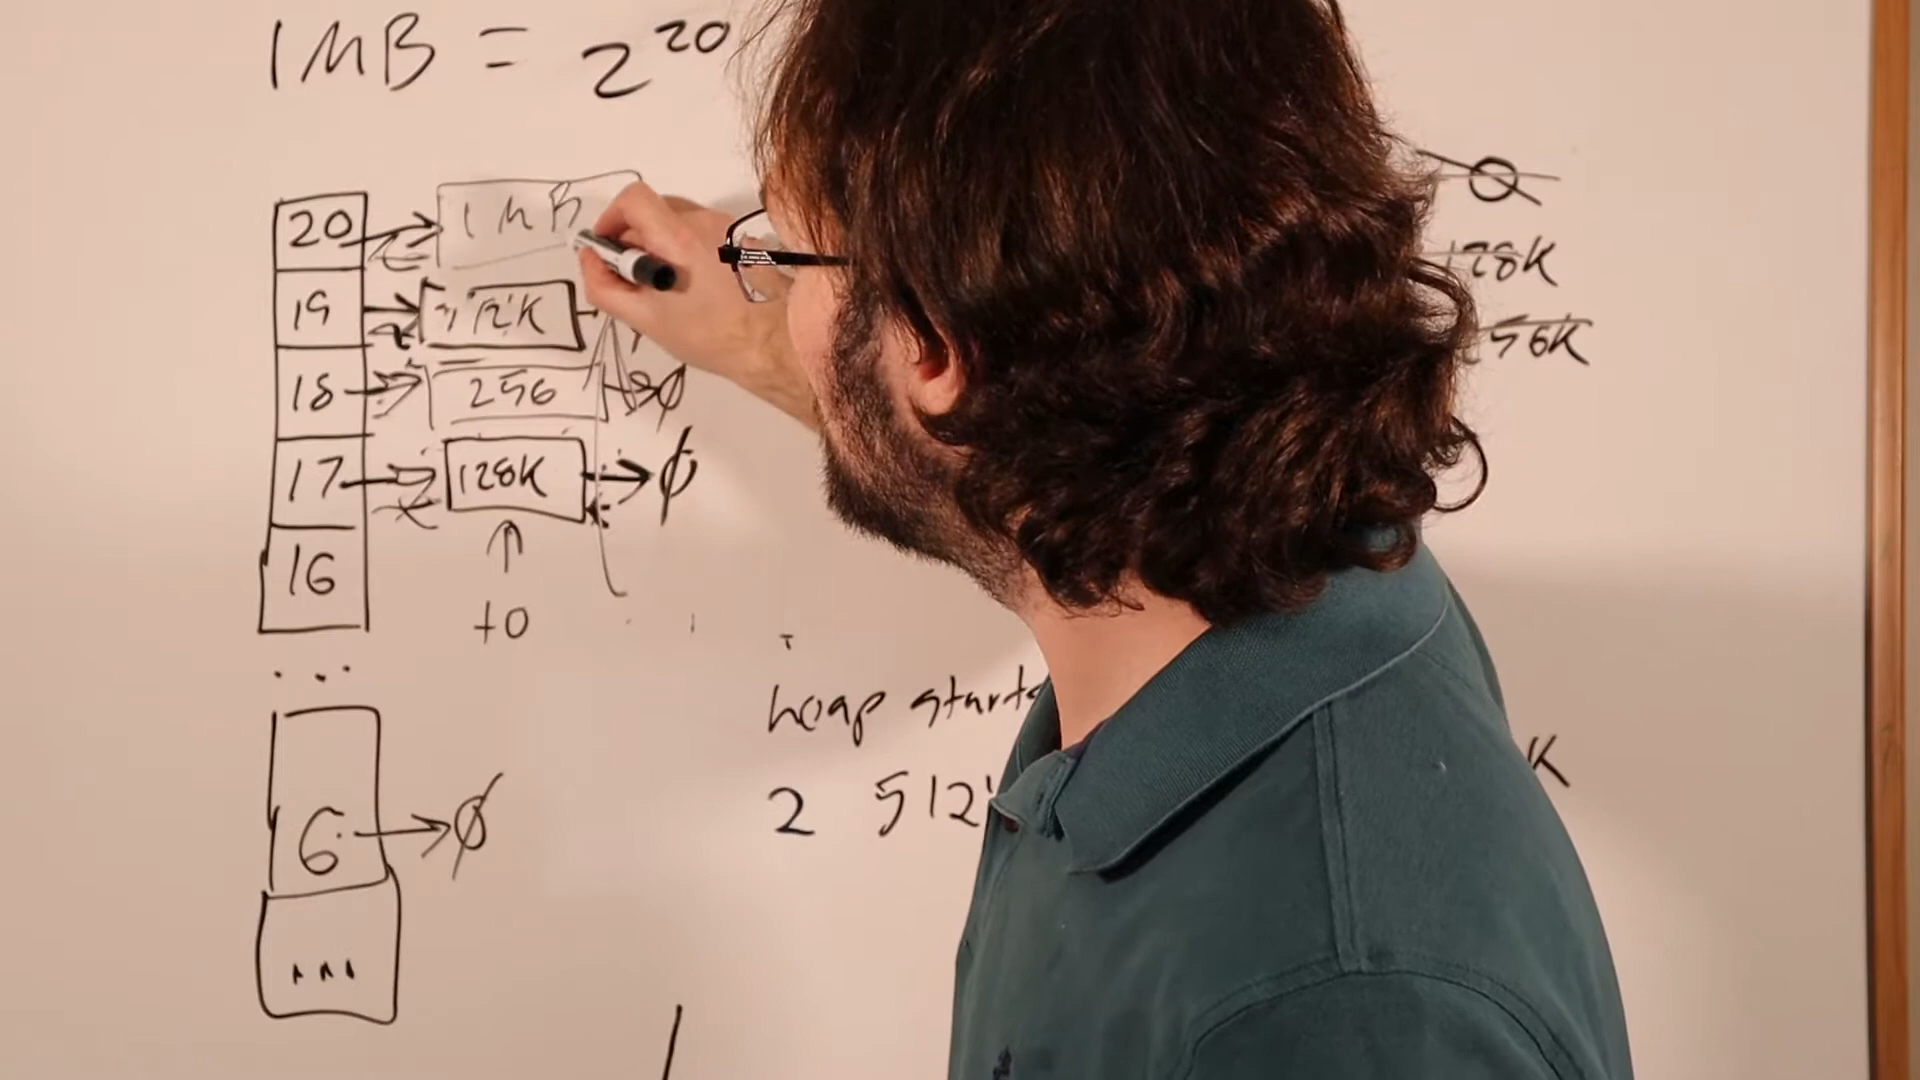 1 MB = 2^20
20 → 1 MB
19 → 512K
18 → 256 → ∅
17 → 128K → ∅
16
↑
+0
...
6 → ∅
...
∅
128K
56K
heap starts
2 512
K